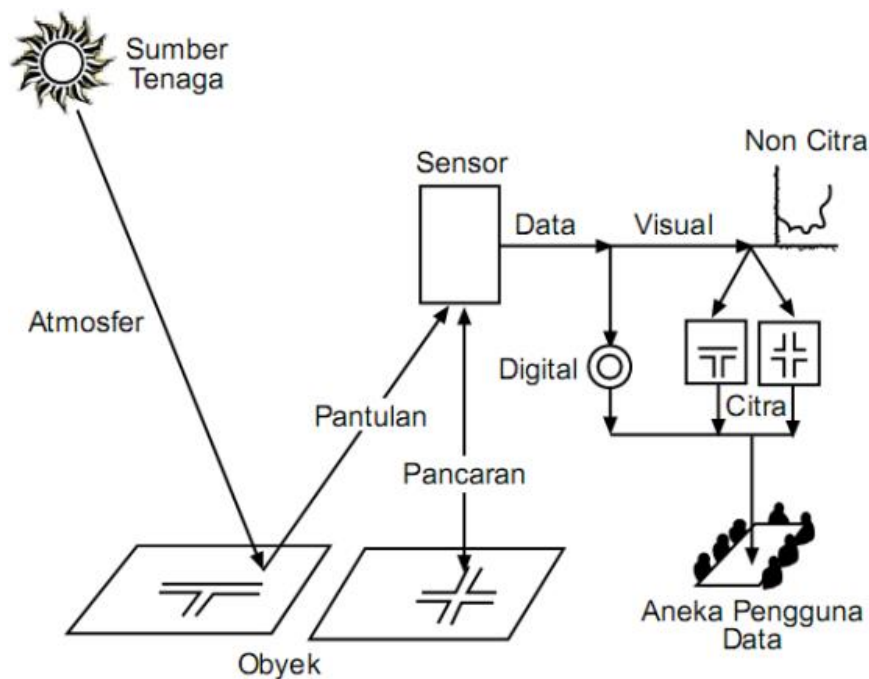 Sumber
Tenaga
Non Citra
Sensor
Data
Visual
Atmosfer
Digital
Citra
Pantulan
Pancaran
Aneka Pengguna
Data
Obyek